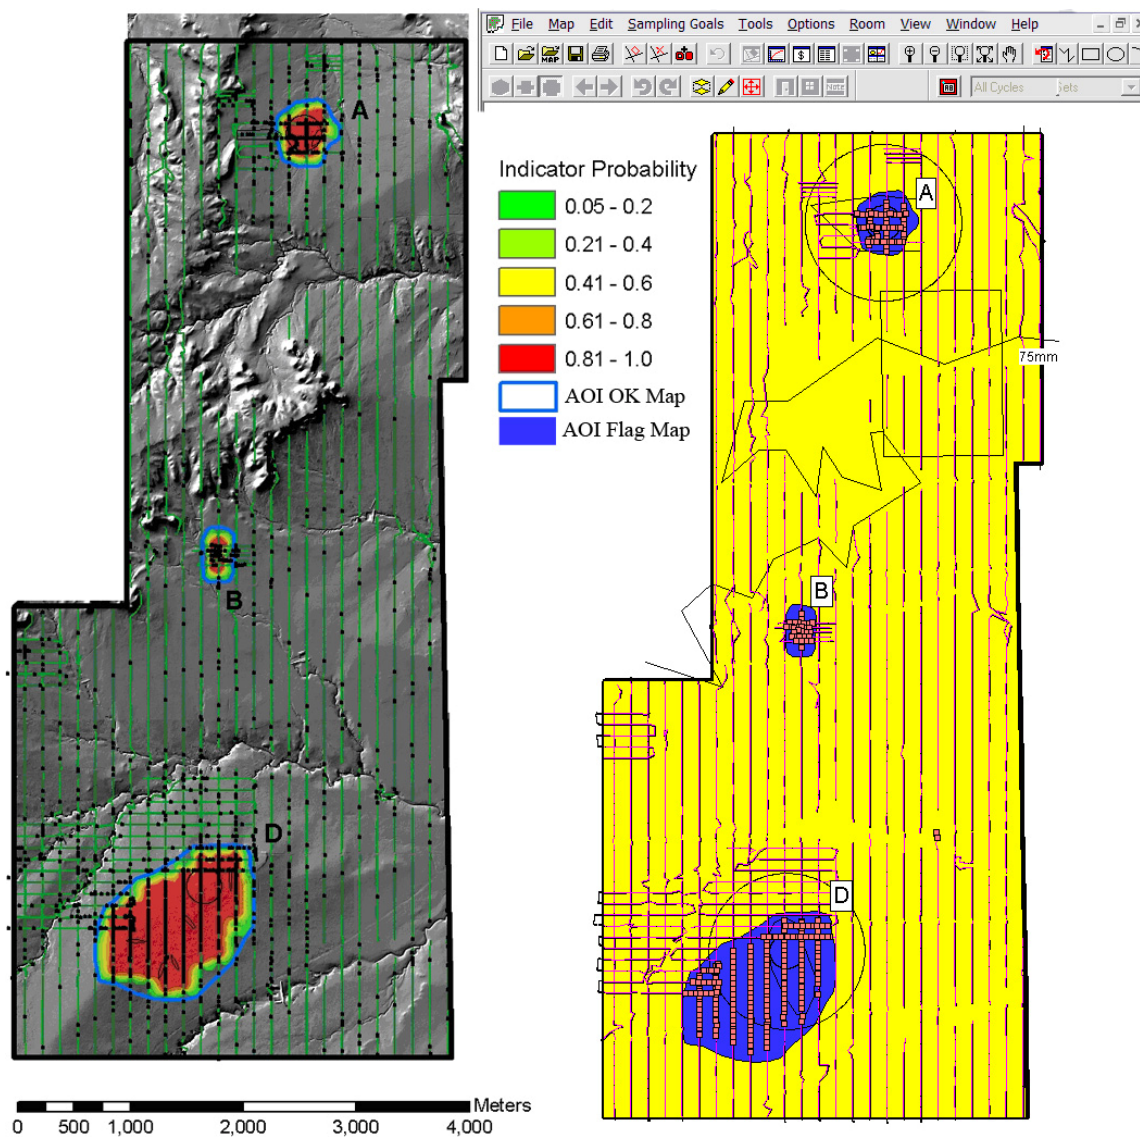 File Map Edit Sampling Goals Tools Options Room View Window Help
MAP
All Cycles
Sets
A
B
D
Indicator Probability
0.05 - 0.2
0.21 - 0.4
0.41 - 0.6
0.61 - 0.8
0.81 - 1.0
AOI OK Map
AOI Flag Map
A
75mm
B
D
Meters
0 500 1,000 2,000 3,000 4,000